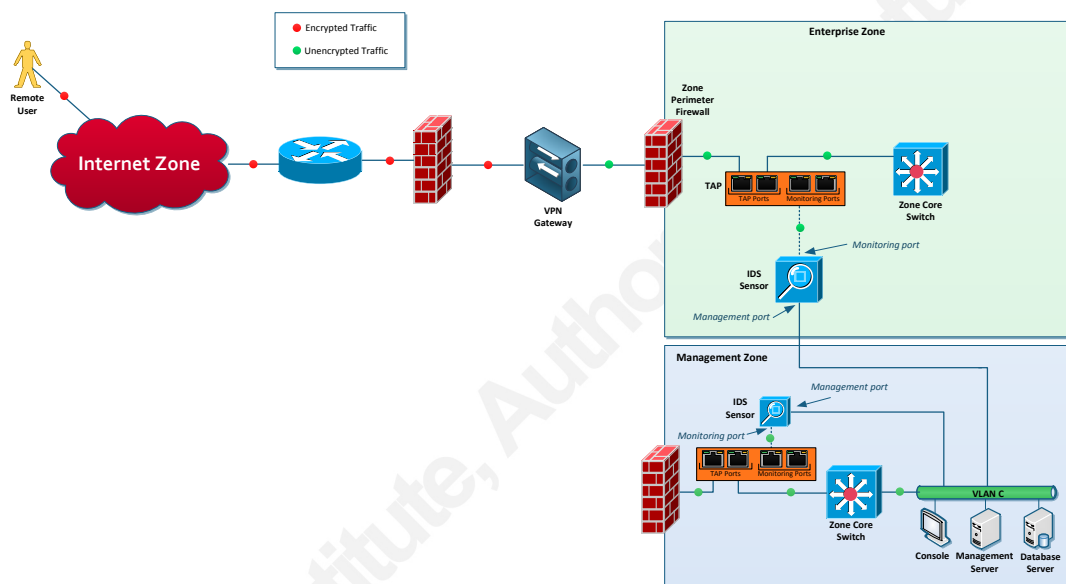 Encrypted Traffic
Unencrypted Traffic
Enterprise Zone
Remote
User
Internet Zone
Zone
Perimeter
Firewall
VPN
Gateway
TAP
TAP Ports
Monitoring Ports
Zone Core
Switch
Monitoring port
IDS
Sensor
Management port
Management Zone
Management port
IDS
Sensor
Monitoring port
TAP Ports
Monitoring Ports
Zone Core
Switch
VLAN C
Console
Management
Server
Database
Server